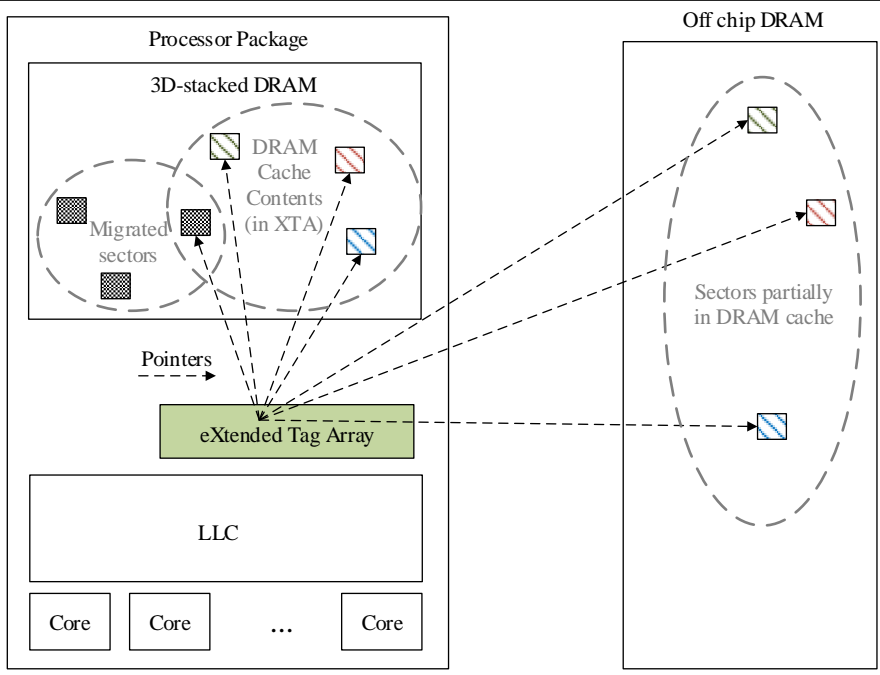 Off chip DRAM
Processor Package
3D-stacked DRAM
DRAM
Cache
Contents
(in XTA)
Migrated
sectors
Sectors partially
in DRAM cache
Pointers
eXtended Tag Array
LLC
Core
Core
...
Core